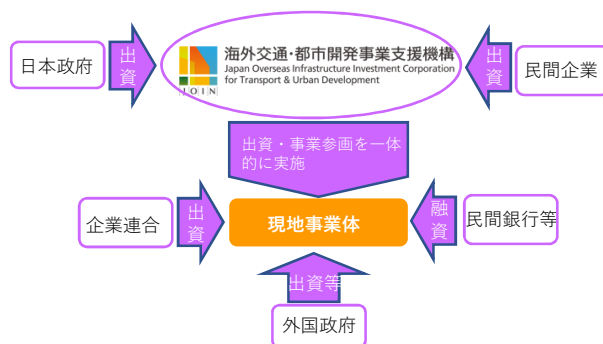 日本政府
出資
海外交通・都市開発事業支援機構
Japan Overseas Infrastructure Investment Corporation
for Transport & Urban Development
JOIN
出資
民間企業
出資・事業参画を一体
的に実施
企業連合
出資
現地事業体
融資
民間銀行等
出資等
外国政府